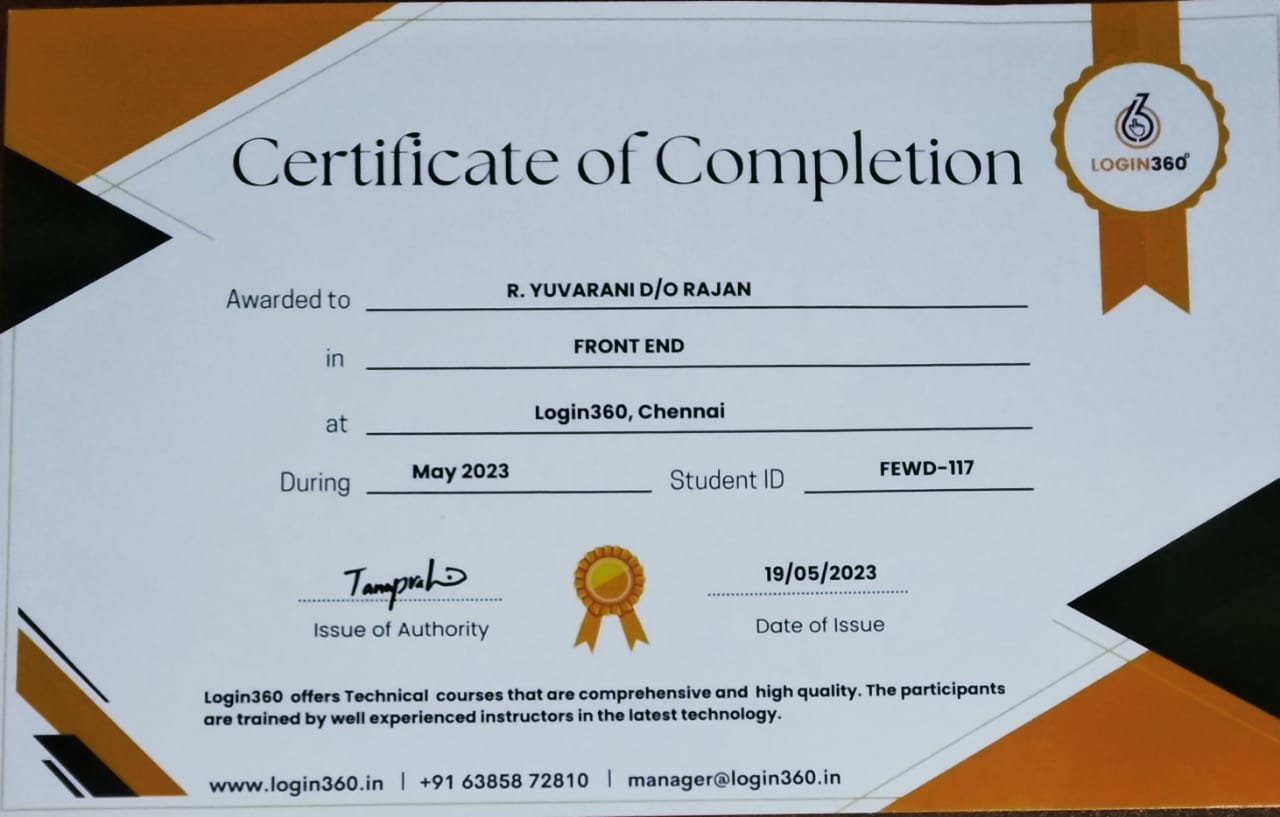 LOGIN360°
Certificate of Completion
Awarded to R. YUVARANI D/O RAJAN
in FRONT END
at Login360, Chennai
During May 2023 Student ID FEWD-117
19/05/2023
Issue of Authority Date of Issue
Login360 offers Technical courses that are comprehensive and high quality. The participants
are trained by well experienced instructors in the latest technology.
www.login360.in | +91 63858 72810 | manager@login360.in